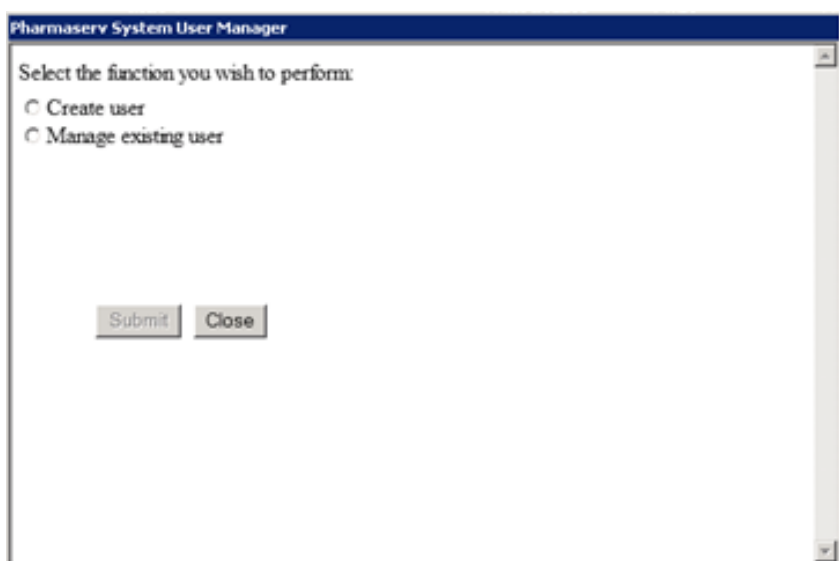 Pharmaserv System User Manager
Select the function you wish to perform:
Create user
Manage existing user
Submit Close